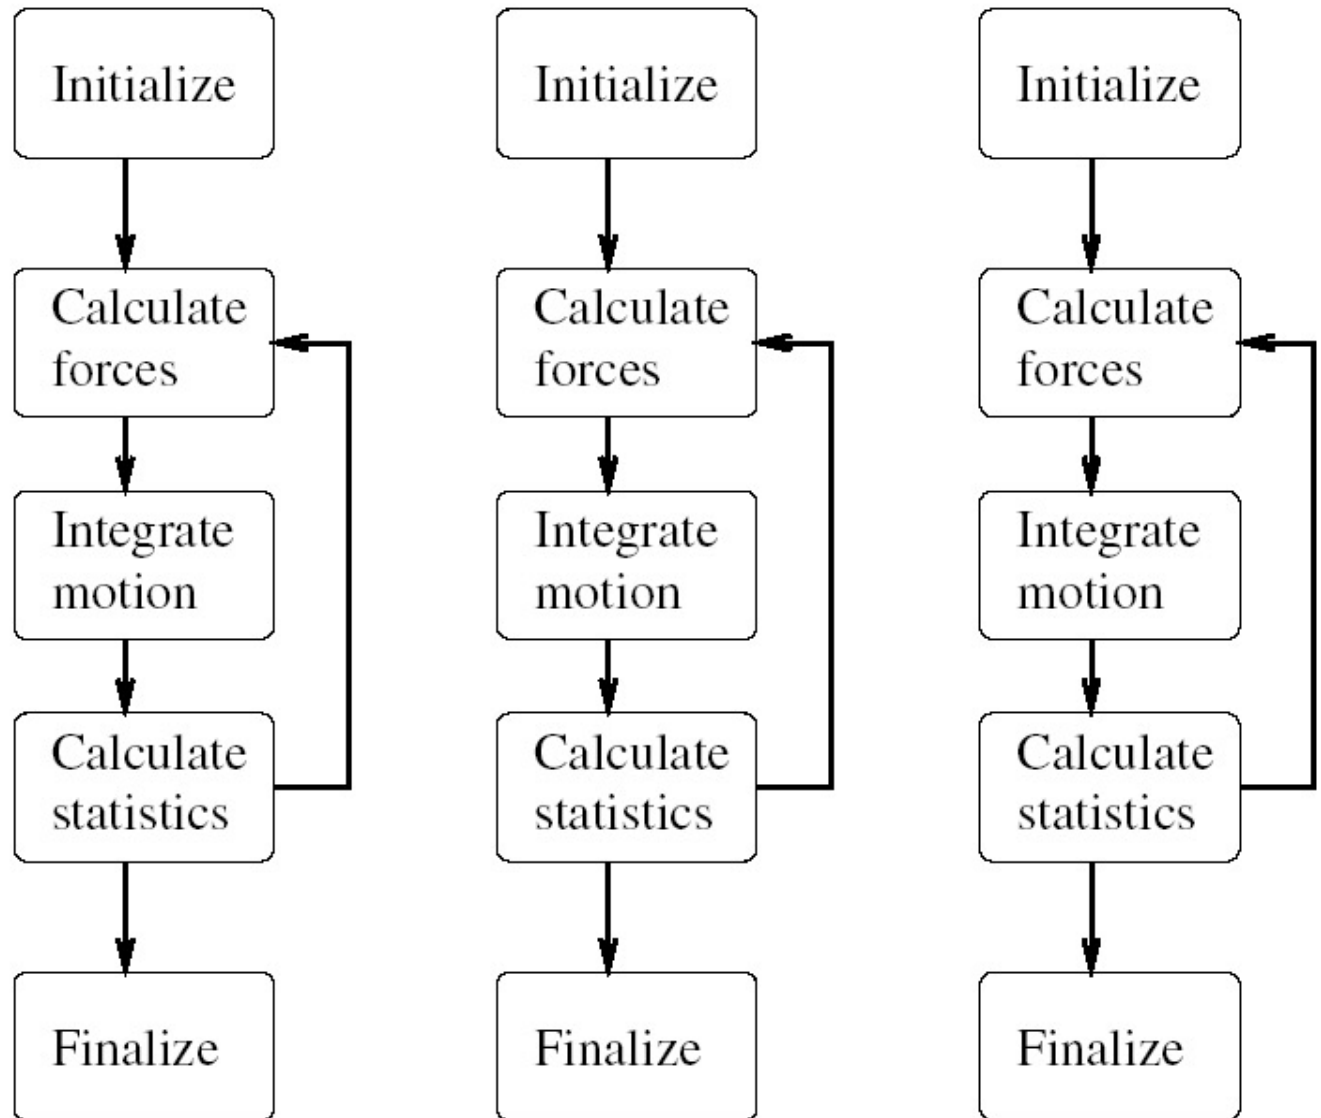 Initialize
Calculate
forces
Integrate
motion
Calculate
statistics
Finalize
Initialize
Calculate
forces
Integrate
motion
Calculate
statistics
Finalize
Initialize
Calculate
forces
Integrate
motion
Calculate
statistics
Finalize